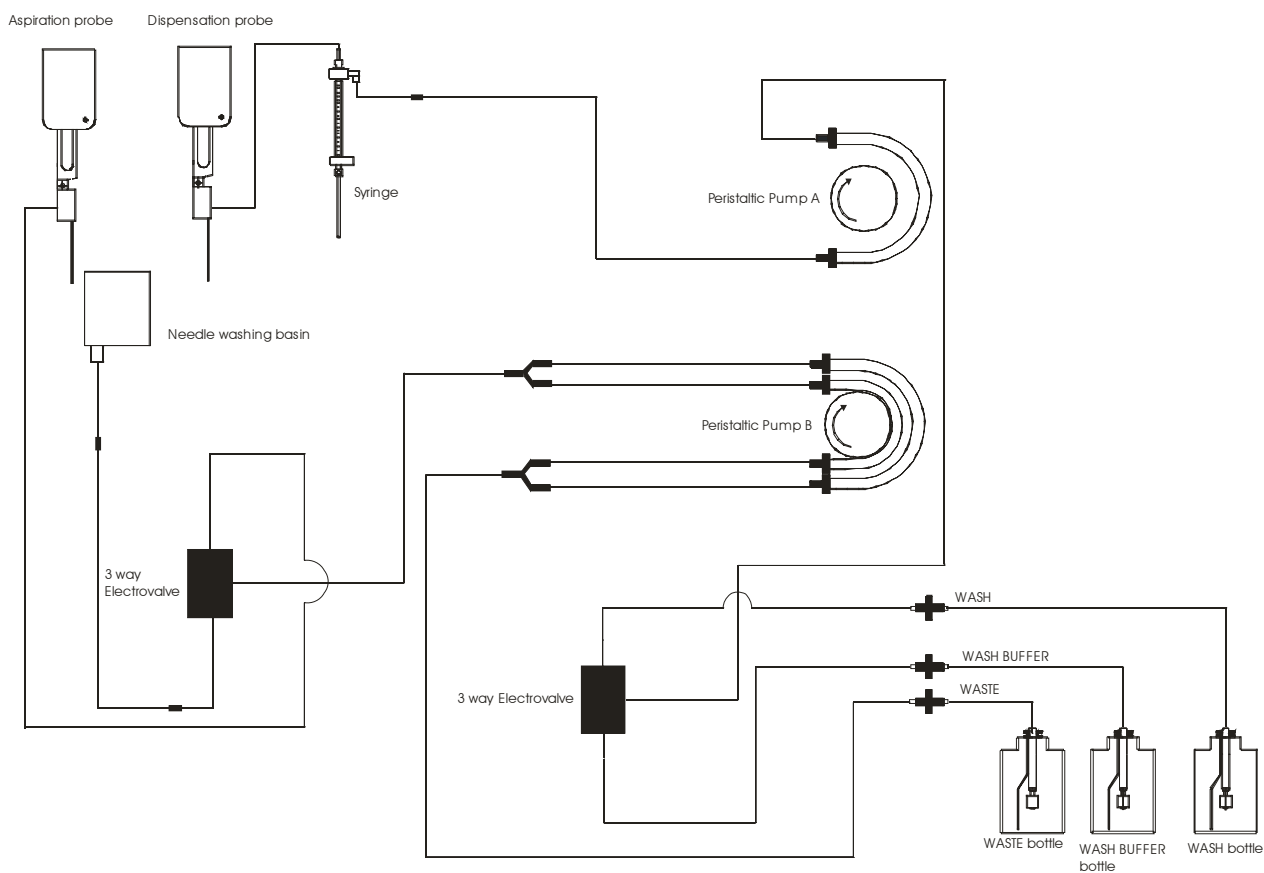 Aspiration probe
Dispensation probe
Syringe
Peristaltic Pump A
Needle washing basin
Peristaltic Pump B
3 way
Electrovalve
WASH
WASH BUFFER
3 way Electrovalve
WASTE
WASTE bottle
WASH BUFFER
bottle
WASH bottle